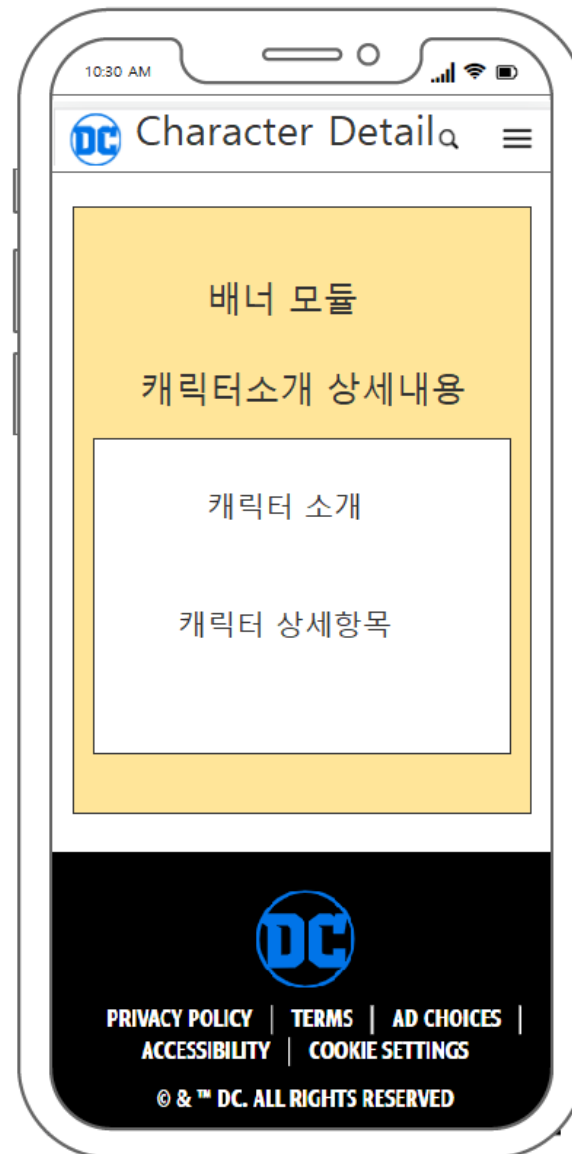 10:30 AM
DC Character Detail
배너 모듈
캐릭터소개 상세내용
캐릭터 소개
캐릭터 상세항목
DC
PRIVACY POLICY | TERMS | AD CHOICES |
ACCESSIBILITY | COOKIE SETTINGS
© & ™ DC. ALL RIGHTS RESERVED